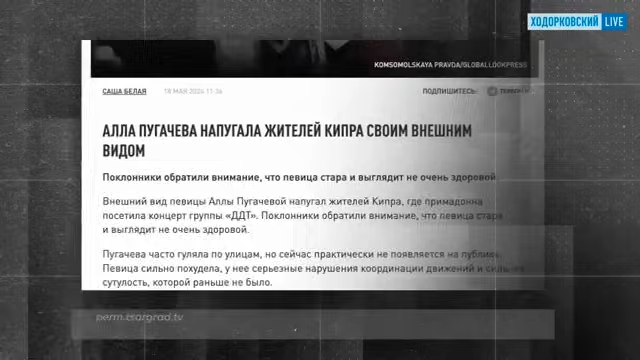 ХОДОРКОВСКИЙ LIVE
KOMSOMOLSKAYA PRAVDA/GLOBALLOOKPRESS
САША БЕЛАЯ 18 МАЯ 2024 11:36 ПОДПИШИТЕСЬ:
АЛЛА ПУГАЧЕВА НАПУГАЛА ЖИТЕЛЕЙ КИПРА СВОИМ ВНЕШНИМ
ВИДОМ
Поклонники обратили внимание, что певица стара и выглядит не очень здоровой.
Внешний вид певицы Аллы Пугачевой напугал жителей Кипра, где примадонна
посетила концерт группы «ДДТ». Поклонники обратили внимание, что певица стара
и выглядит не очень здоровой.
Пугачева часто гуляла по улицам, но сейчас практически не появляется на публике.
Певица сильно похудела, у нее серьезные нарушения координации движений и
сутулость, которой раньше не было.
perm.tsargrad.tv